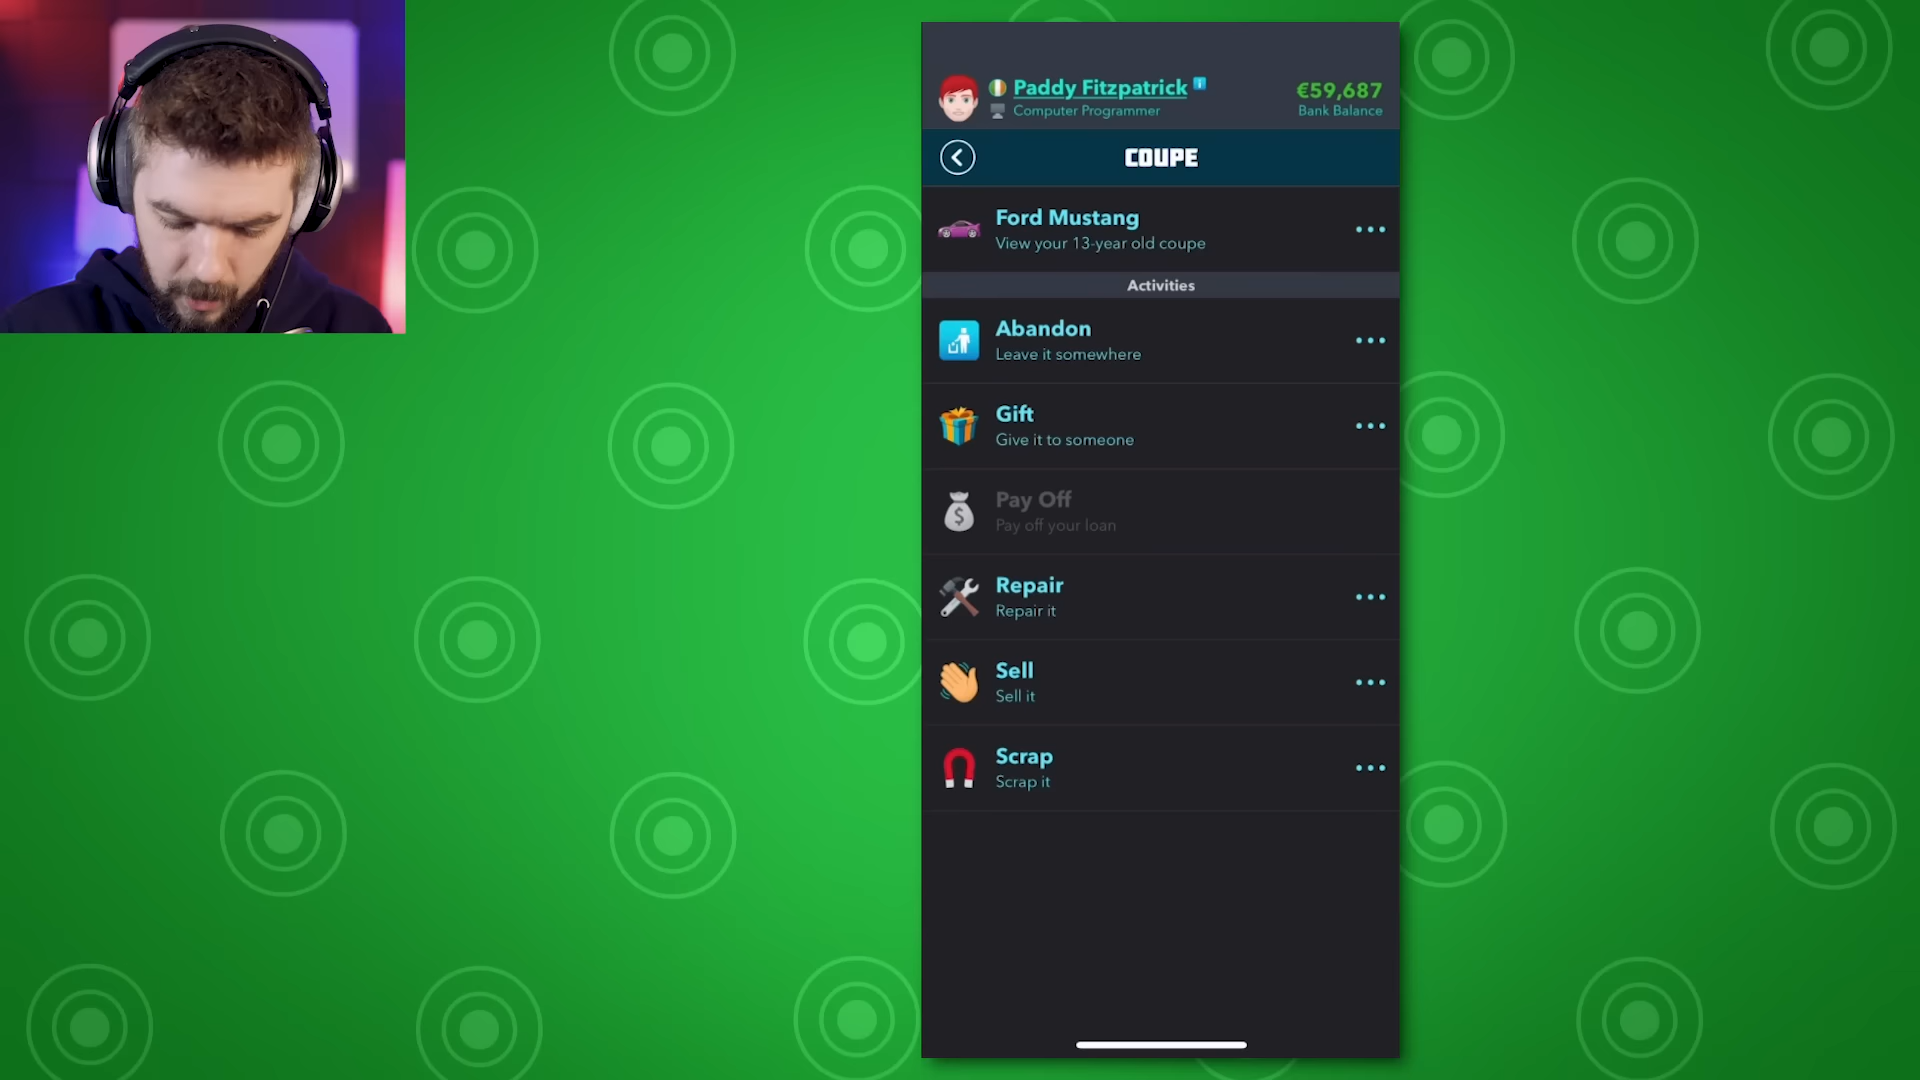 Paddy Fitzpatrick
Computer Programmer
€59,687
Bank Balance
COUPE
Ford Mustang
View your 13-year old coupe
Activities
Abandon
Leave it somewhere
Gift
Give it to someone
Pay Off
Pay off your loan
Repair
Repair it
Sell
Sell it
Scrap
Scrap it